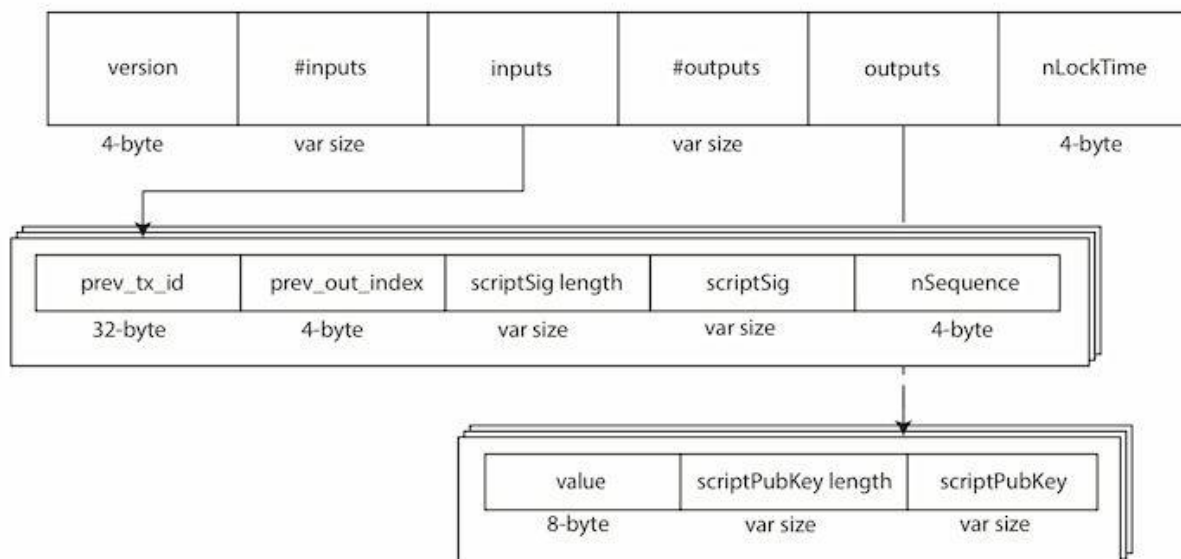 version #inputs inputs #outputs outputs nLockTime
4-byte var size var size 4-byte
prev_tx_id prev_out_index scriptSig length scriptSig nSequence
32-byte 4-byte var size var size 4-byte
value scriptPubKey length scriptPubKey
8-byte var size var size